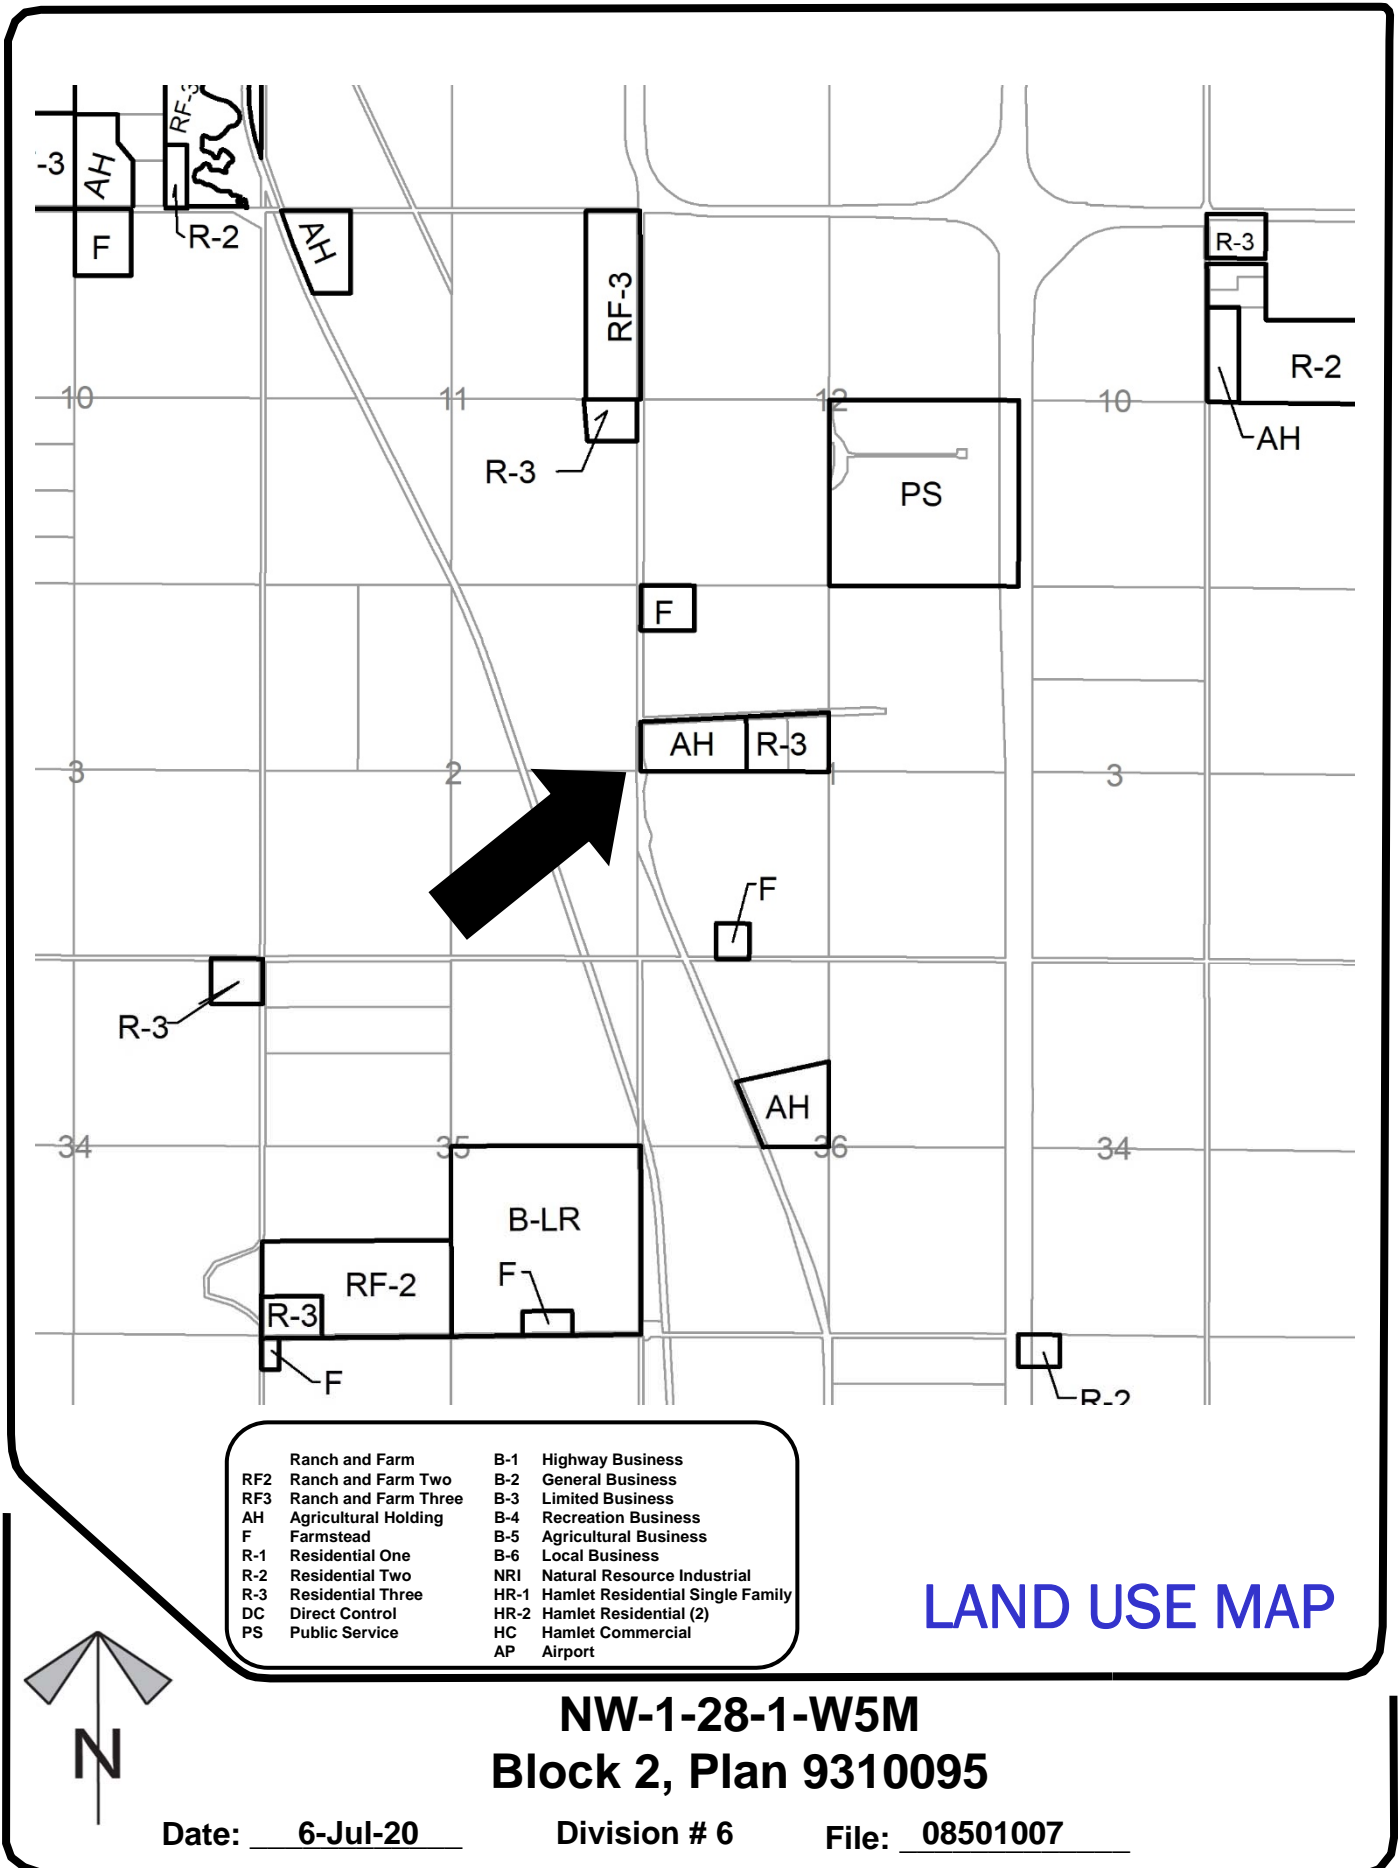 RF-3
-3
AH
F
R-2
AH
RF-3
R-3
R-2
AH
10
11
12
10
R-3
PS
F
AH
R-3
3
2
1
3
F
R-3
AH
34
35
36
34
B-LR
F
RF-2
R-3
F
R-2
Ranch and Farm
RF2 Ranch and Farm Two
RF3 Ranch and Farm Three
AH Agricultural Holding
F Farmstead
R-1 Residential One
R-2 Residential Two
R-3 Residential Three
DC Direct Control
PS Public Service
B-1 Highway Business
B-2 General Business
B-3 Limited Business
B-4 Recreation Business
B-5 Agricultural Business
B-6 Local Business
NRI Natural Resource Industrial
HR-1 Hamlet Residential Single Family
HR-2 Hamlet Residential (2)
HC Hamlet Commercial
AP Airport
LAND USE MAP
N
NW-1-28-1-W5M
Block 2, Plan 9310095
Date: 6-Jul-20 Division # 6 File: 08501007